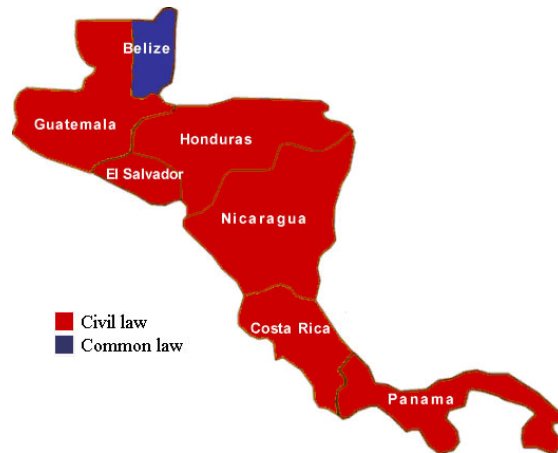 Belize
Guatemala
Honduras
El Salvador
Nicaragua
Civil law
Common law
Costa Rica
Panama